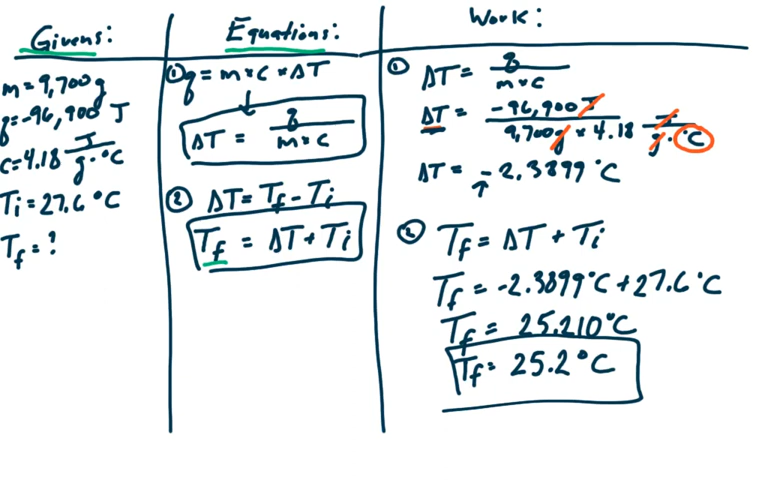 Givens:
m = 9,700 g
q = -96,900 J
c = 4.18 J/g·°C
Ti = 27.6 °C
Tf = ?
Equations:
① q = m × c × ΔT
ΔT = q/m×c
② ΔT = Tf - Ti
Tf = ΔT + Ti
Work:
① ΔT = q/m×c
ΔT = -96,900 J/9,700 g × 4.18 J/g·°C
ΔT = -2.3899 °C
② Tf = ΔT + Ti
Tf = -2.3899°C + 27.6 °C
Tf = 25.210°C
Tf = 25.2 °C